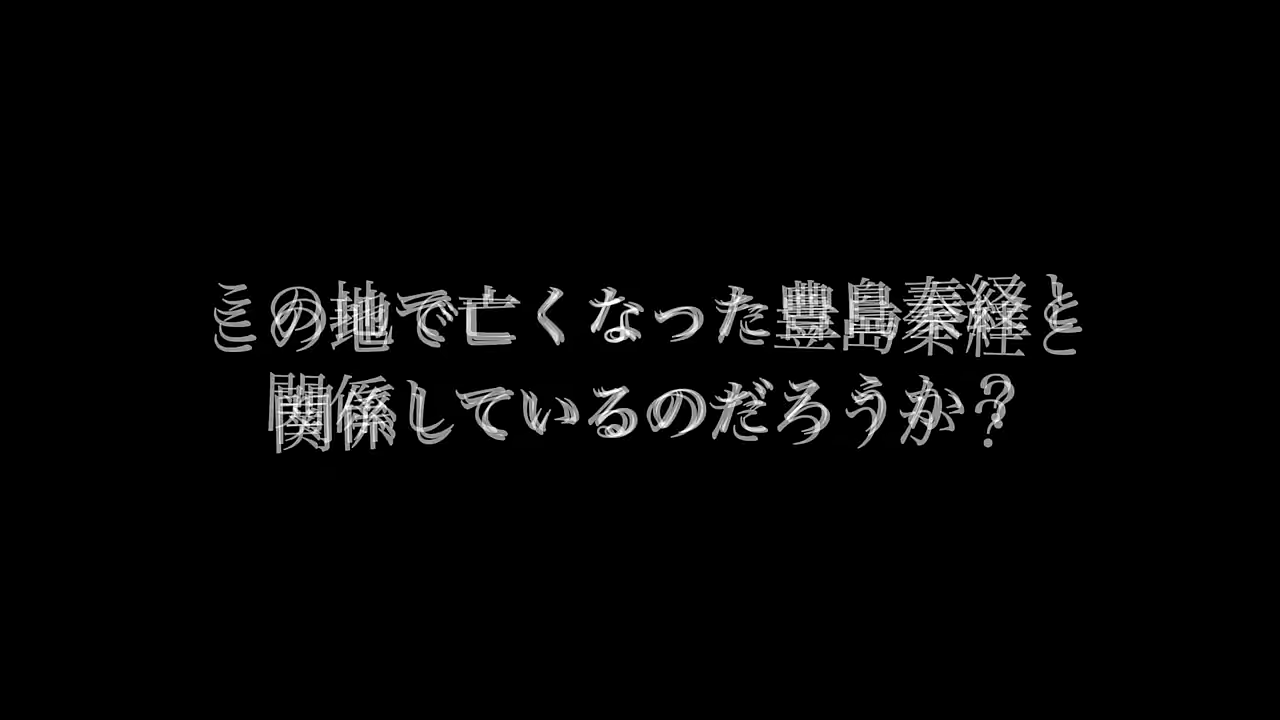 この地で亡くなった豊島秦経と
関係しているのだろうか？